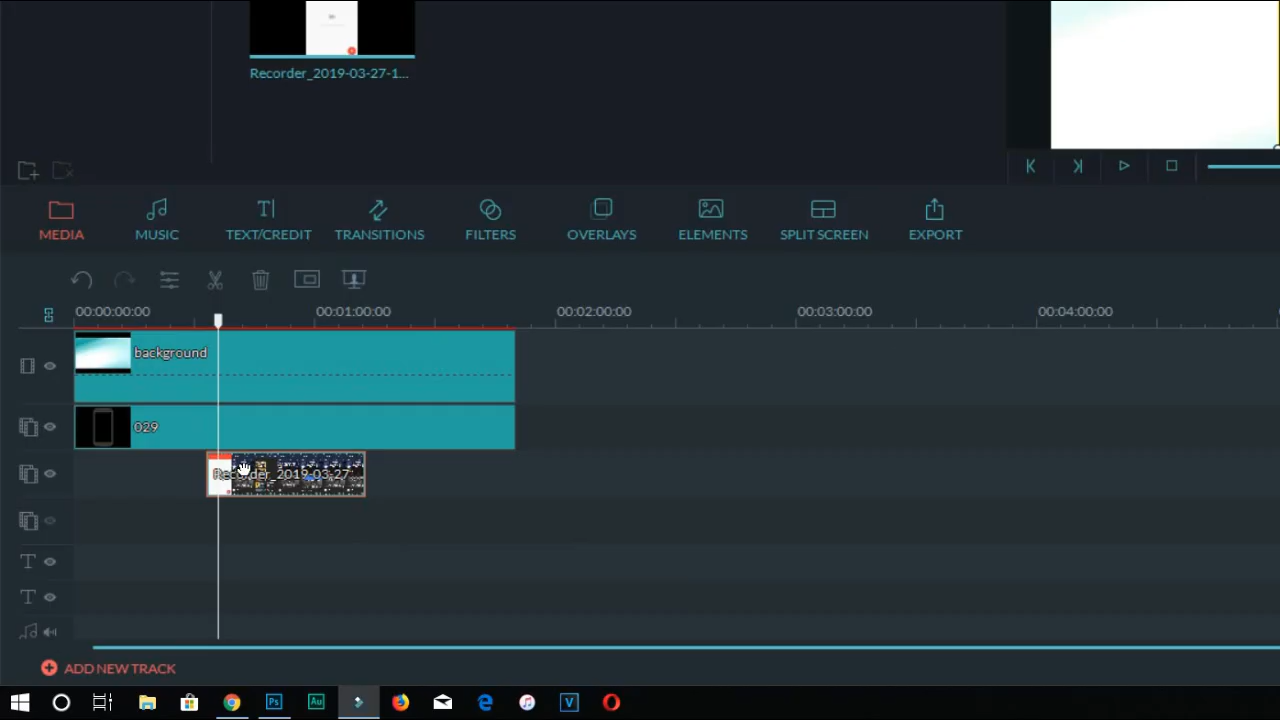 Recorder_2019-03-27-1...
MEDIA
MUSIC
TEXT/CREDIT
TRANSITIONS
FILTERS
OVERLAYS
ELEMENTS
SPLIT SCREEN
EXPORT
00:00:00:00
00:01:00:00
00:02:00:00
00:03:00:00
00:04:00:00
background
029
Recorder_2019-03-27
ADD NEW TRACK
Ps
Au
V